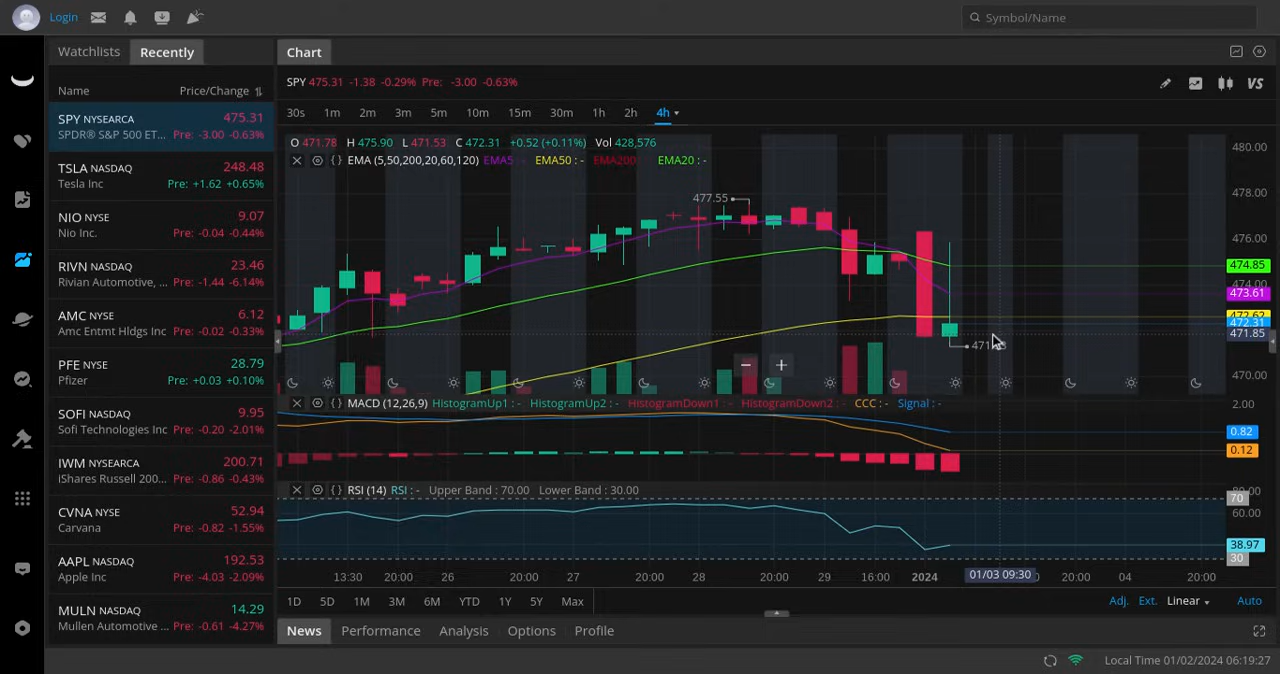 Login
Symbol/Name
Watchlists Recently
Name Price/Change
SPY NYSEARCA 475.31
SPDR® S&P 500 ET... Pre: -3.00 -0.63%
TSLA NASDAQ 248.48
Tesla Inc Pre: +1.62 +0.65%
NIO NYSE 9.07
Nio Inc. Pre: -0.04 -0.44%
RIVN NASDAQ 23.46
Rivian Automotive, ... Pre: -1.44 -6.14%
AMC NYSE 6.12
Amc Entmt Hldgs Inc Pre: -0.02 -0.33%
PFE NYSE 28.79
Pfizer Pre: +0.03 +0.10%
SOFI NASDAQ 9.95
Sofi Technologies Inc Pre: -0.20 -2.01%
IWM NYSEARCA 200.71
iShares Russell 200... Pre: -0.86 -0.43%
CVNA NYSE 52.94
Carvana Pre: -0.82 -1.55%
AAPL NASDAQ 192.53
Apple Inc Pre: -4.03 -2.09%
MULN NASDAQ 14.29
Mullen Automotive ... Pre: -0.61 -4.27%
Chart
SPY 475.31 -1.38 -0.29% Pre: -3.00 -0.63%
VS
30s 1m 2m 3m 5m 10m 15m 30m 1h 2h 4h
O 471.78 H 475.90 L 471.53 C 472.31 +0.52 (+0.11%) Vol 428,576
EMA (5,50,200,20,60,120) EMA5 EMA50 : - EMA200 EMA20 : -
477.55
480.00
478.00
476.00
474.85
474.00
473.61
472.31
471.85
470.00
MACD (12,26,9) HistogramUp1 : - HistogramUp2 : - HistogramDown1 : - HistogramDown2 : - CCC : - Signal : -
2.00
0.82
0.12
RSI (14) RSI : - Upper Band : 70.00 Lower Band : 30.00
70
60.00
38.97
30
13:30 20:00 26 20:00 27 20:00 28 20:00 29 16:00 2024 01/03 09:30 20:00 04 20:00
1D 5D 1M 3M 6M YTD 1Y 5Y Max
Adj. Ext. Linear Auto
News Performance Analysis Options Profile
Local Time 01/02/2024 06:19:27